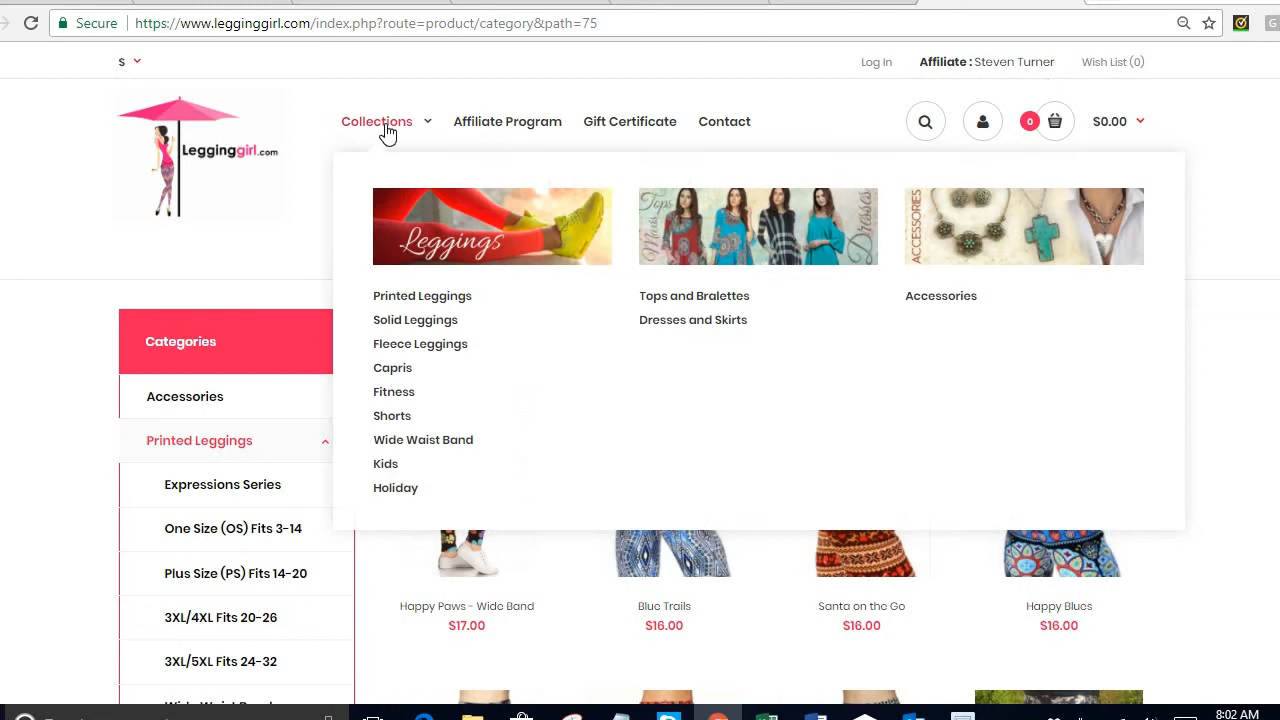 Secure https://www.legginggirl.com/index.php?route=product/category&path=75
G
$
Log In
Affiliate : Steven Turner
Wish List (0)
Legginggirl.com
Collections
Affiliate Program
Gift Certificate
Contact
0
$0.00
Leggings
Tops
Mens
Dresses
ACCESSORIES
Printed Leggings
Solid Leggings
Fleece Leggings
Capris
Fitness
Shorts
Wide Waist Band
Kids
Holiday
Tops and Bralettes
Dresses and Skirts
Accessories
Categories
Accessories
Printed Leggings
Expressions Series
One Size (OS) Fits 3-14
Plus Size (PS) Fits 14-20
3XL/4XL Fits 20-26
3XL/5XL Fits 24-32
Happy Paws - Wide Band
$17.00
Blue Trails
$16.00
Santa on the Go
$16.00
Happy Blues
$16.00
8:02 AM